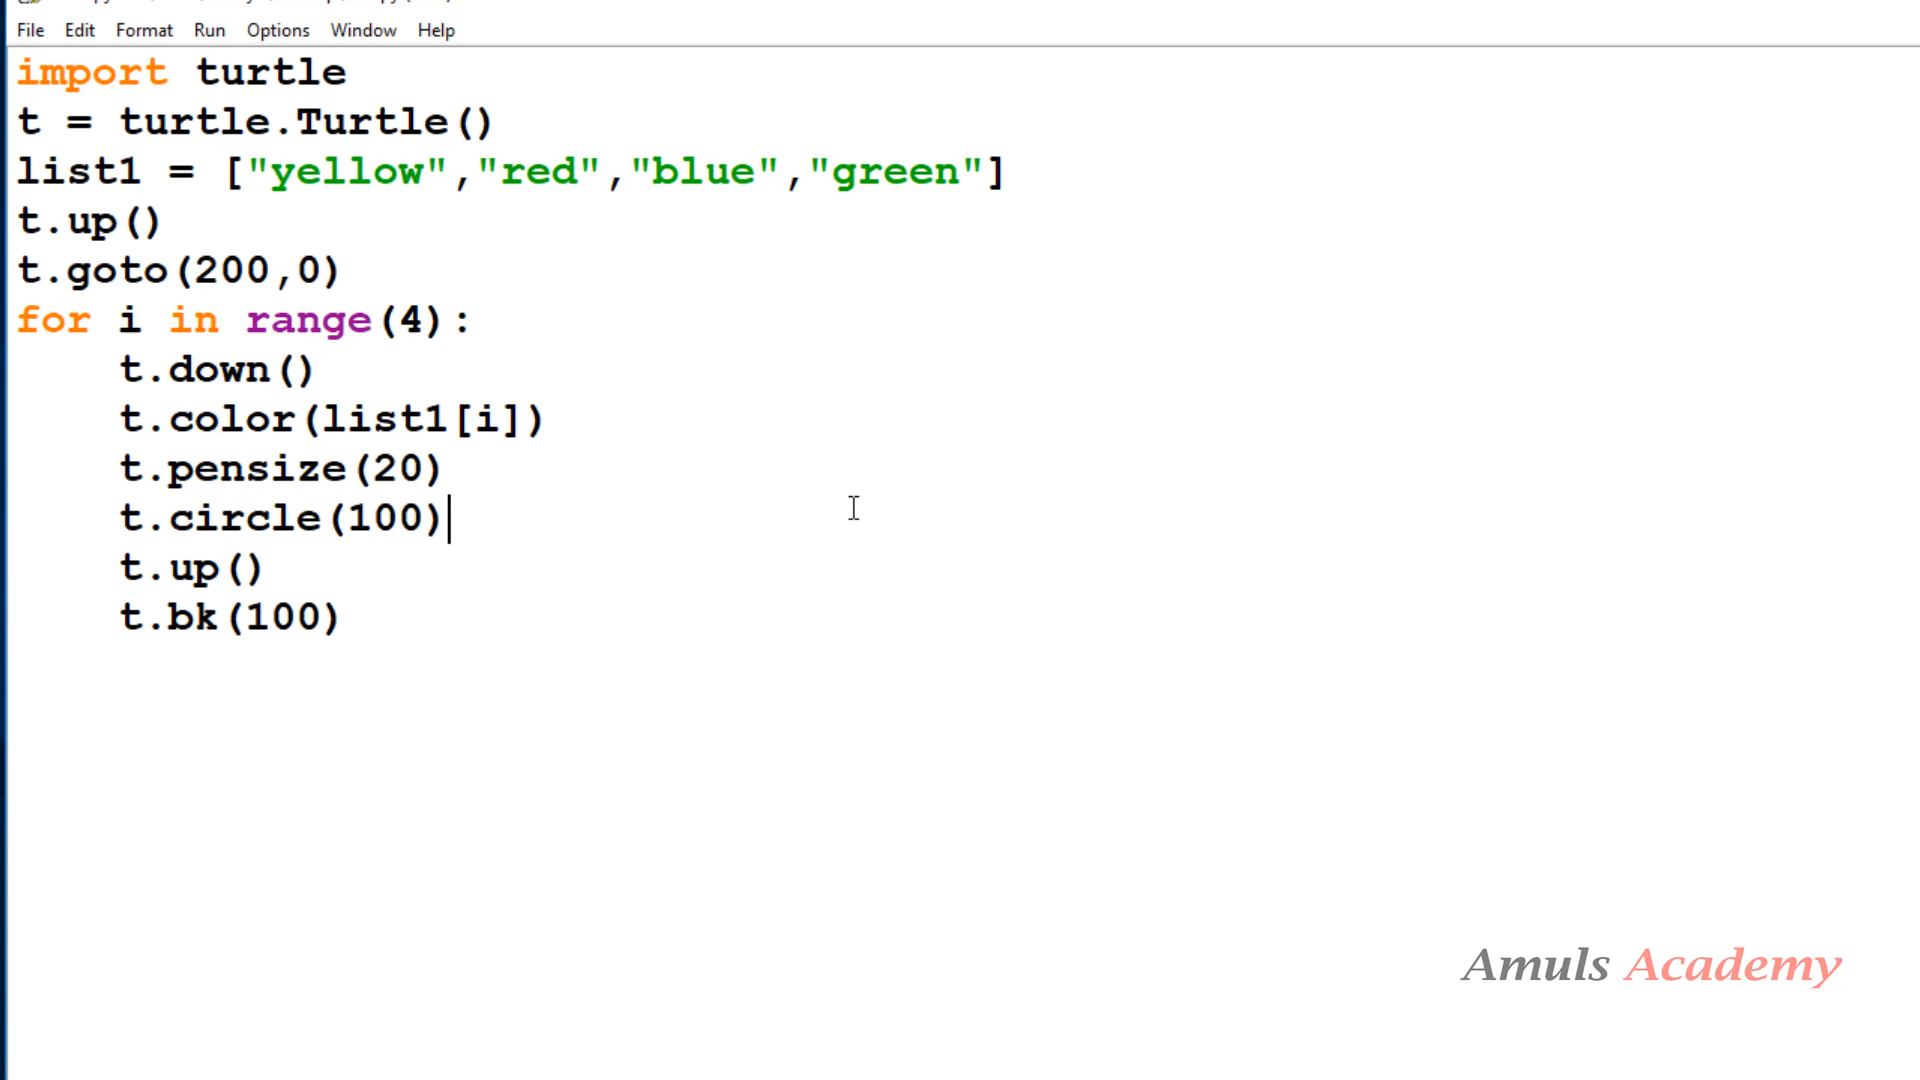 File Edit Format Run Options Window Help
import turtle
t = turtle.Turtle()
list1 = ["yellow","red","blue","green"]
t.up()
t.goto(200,0)
for i in range(4):
    t.down()
    t.color(list1[i])
    t.pensize(20)
    t.circle(100)
    t.up()
    t.bk(100)
Amuls Academy